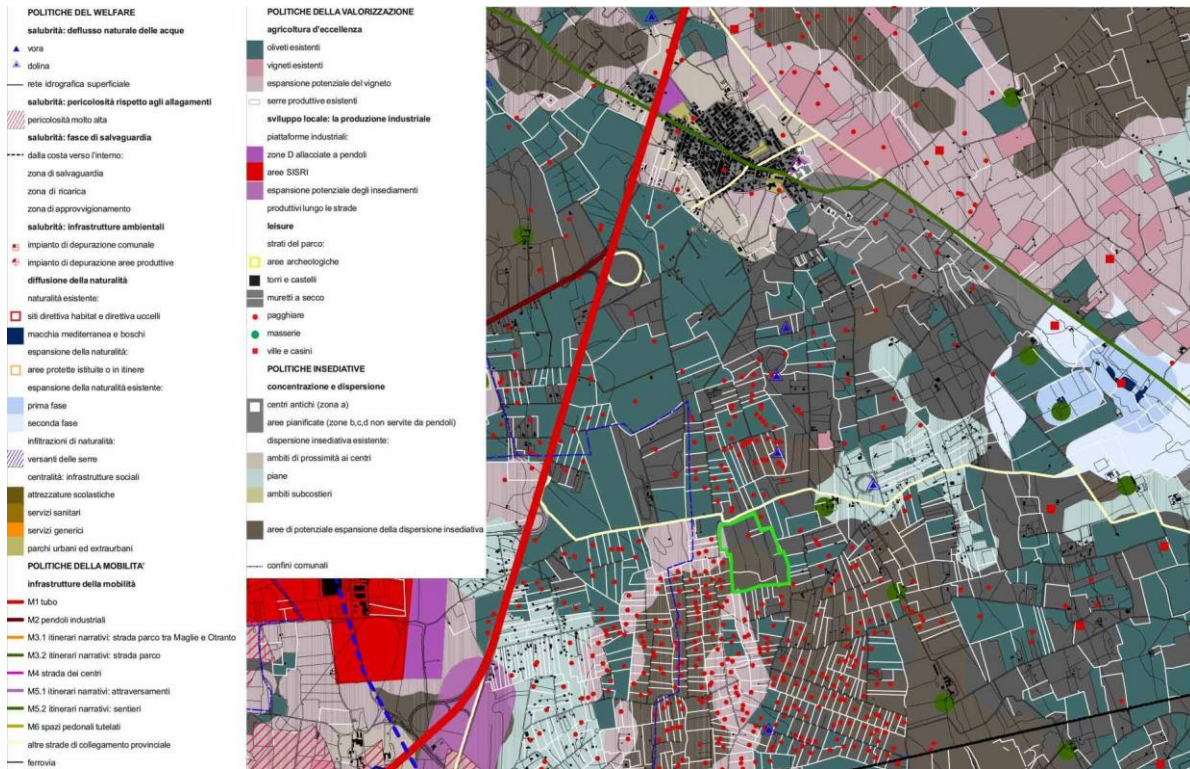 POLITICHE DEL WELFARE
salubrità: deflusso naturale delle acque
vora
dolina
rete idrografica superficiale
salubrità: pericolosità rispetto agli allagamenti
pericolosità molto alta
salubrità: fasce di salvaguardia
dalla costa verso l'interno:
zona di salvaguardia
zona di ricarica
zona di approvvigionamento
salubrità: infrastrutture ambientali
impianto di depurazione comunale
impianto di depurazione aree produttive
diffusione della naturalità
naturalità esistente:
siti direttiva habitat e direttiva uccelli
macchia mediterranea e boschi
espansione della naturalità:
aree protette istituite o in itinere
espansione della naturalità esistente:
prima fase
seconda fase
infiltrazioni di naturalità:
versanti delle serre
centralità: infrastrutture sociali
attrezzature scolastiche
servizi sanitari
servizi generici
parchi urbani ed extraurbani
POLITICHE DELLA MOBILITA'
infrastrutture della mobilità
M1 tubo
M2 pendoli industriali
M3.1 itinerari narrativi: strada parco tra Maglie e Otranto
M3.2 itinerari narrativi: strada parco
M4 strada dei centri
M5.1 itinerari narrativi: attraversamenti
M5.2 itinerari narrativi: sentieri
M6 spazi pedonali tutelati
altre strade di collegamento provinciale
ferrovia
POLITICHE DELLA VALORIZZAZIONE
agricoltura d'eccellenza
oliveti esistenti
vigneti esistenti
espansione potenziale del vigneto
serre produttive esistenti
sviluppo locale: la produzione industriale
piattaforme industriali:
zone D allacciate a pendoli
aree SISRI
espansione potenziale degli insediamenti
produttivi lungo le strade
leisure
strati del parco:
aree archeologiche
torri e castelli
muretti a secco
pagghiare
masserie
ville e casini
POLITICHE INSEDIATIVE
concentrazione e dispersione
centri antichi (zona a)
aree pianificate (zone b,c,d non servite da pendoli)
dispersione insediativa esistente:
ambiti di prossimità ai centri
piane
ambiti subcostieri
aree di potenziale espansione della dispersione insediativa
confini comunali